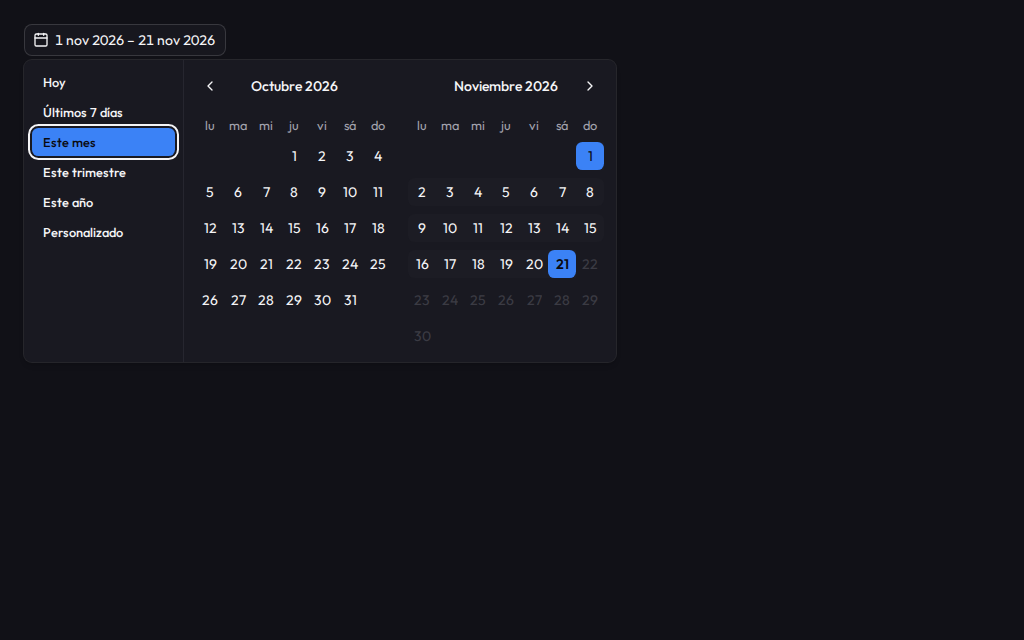 1 nov 2026 – 21 nov 2026
Hoy
Últimos 7 días
Este mes
Este trimestre
Este año
Personalizado
Octubre 2026
lu ma mi ju vi sá do
1 2 3 4
5 6 7 8 9 10 11
12 13 14 15 16 17 18
19 20 21 22 23 24 25
26 27 28 29 30 31
Noviembre 2026
lu ma mi ju vi sá do
1
2 3 4 5 6 7 8
9 10 11 12 13 14 15
16 17 18 19 20 21 22
23 24 25 26 27 28 29
30